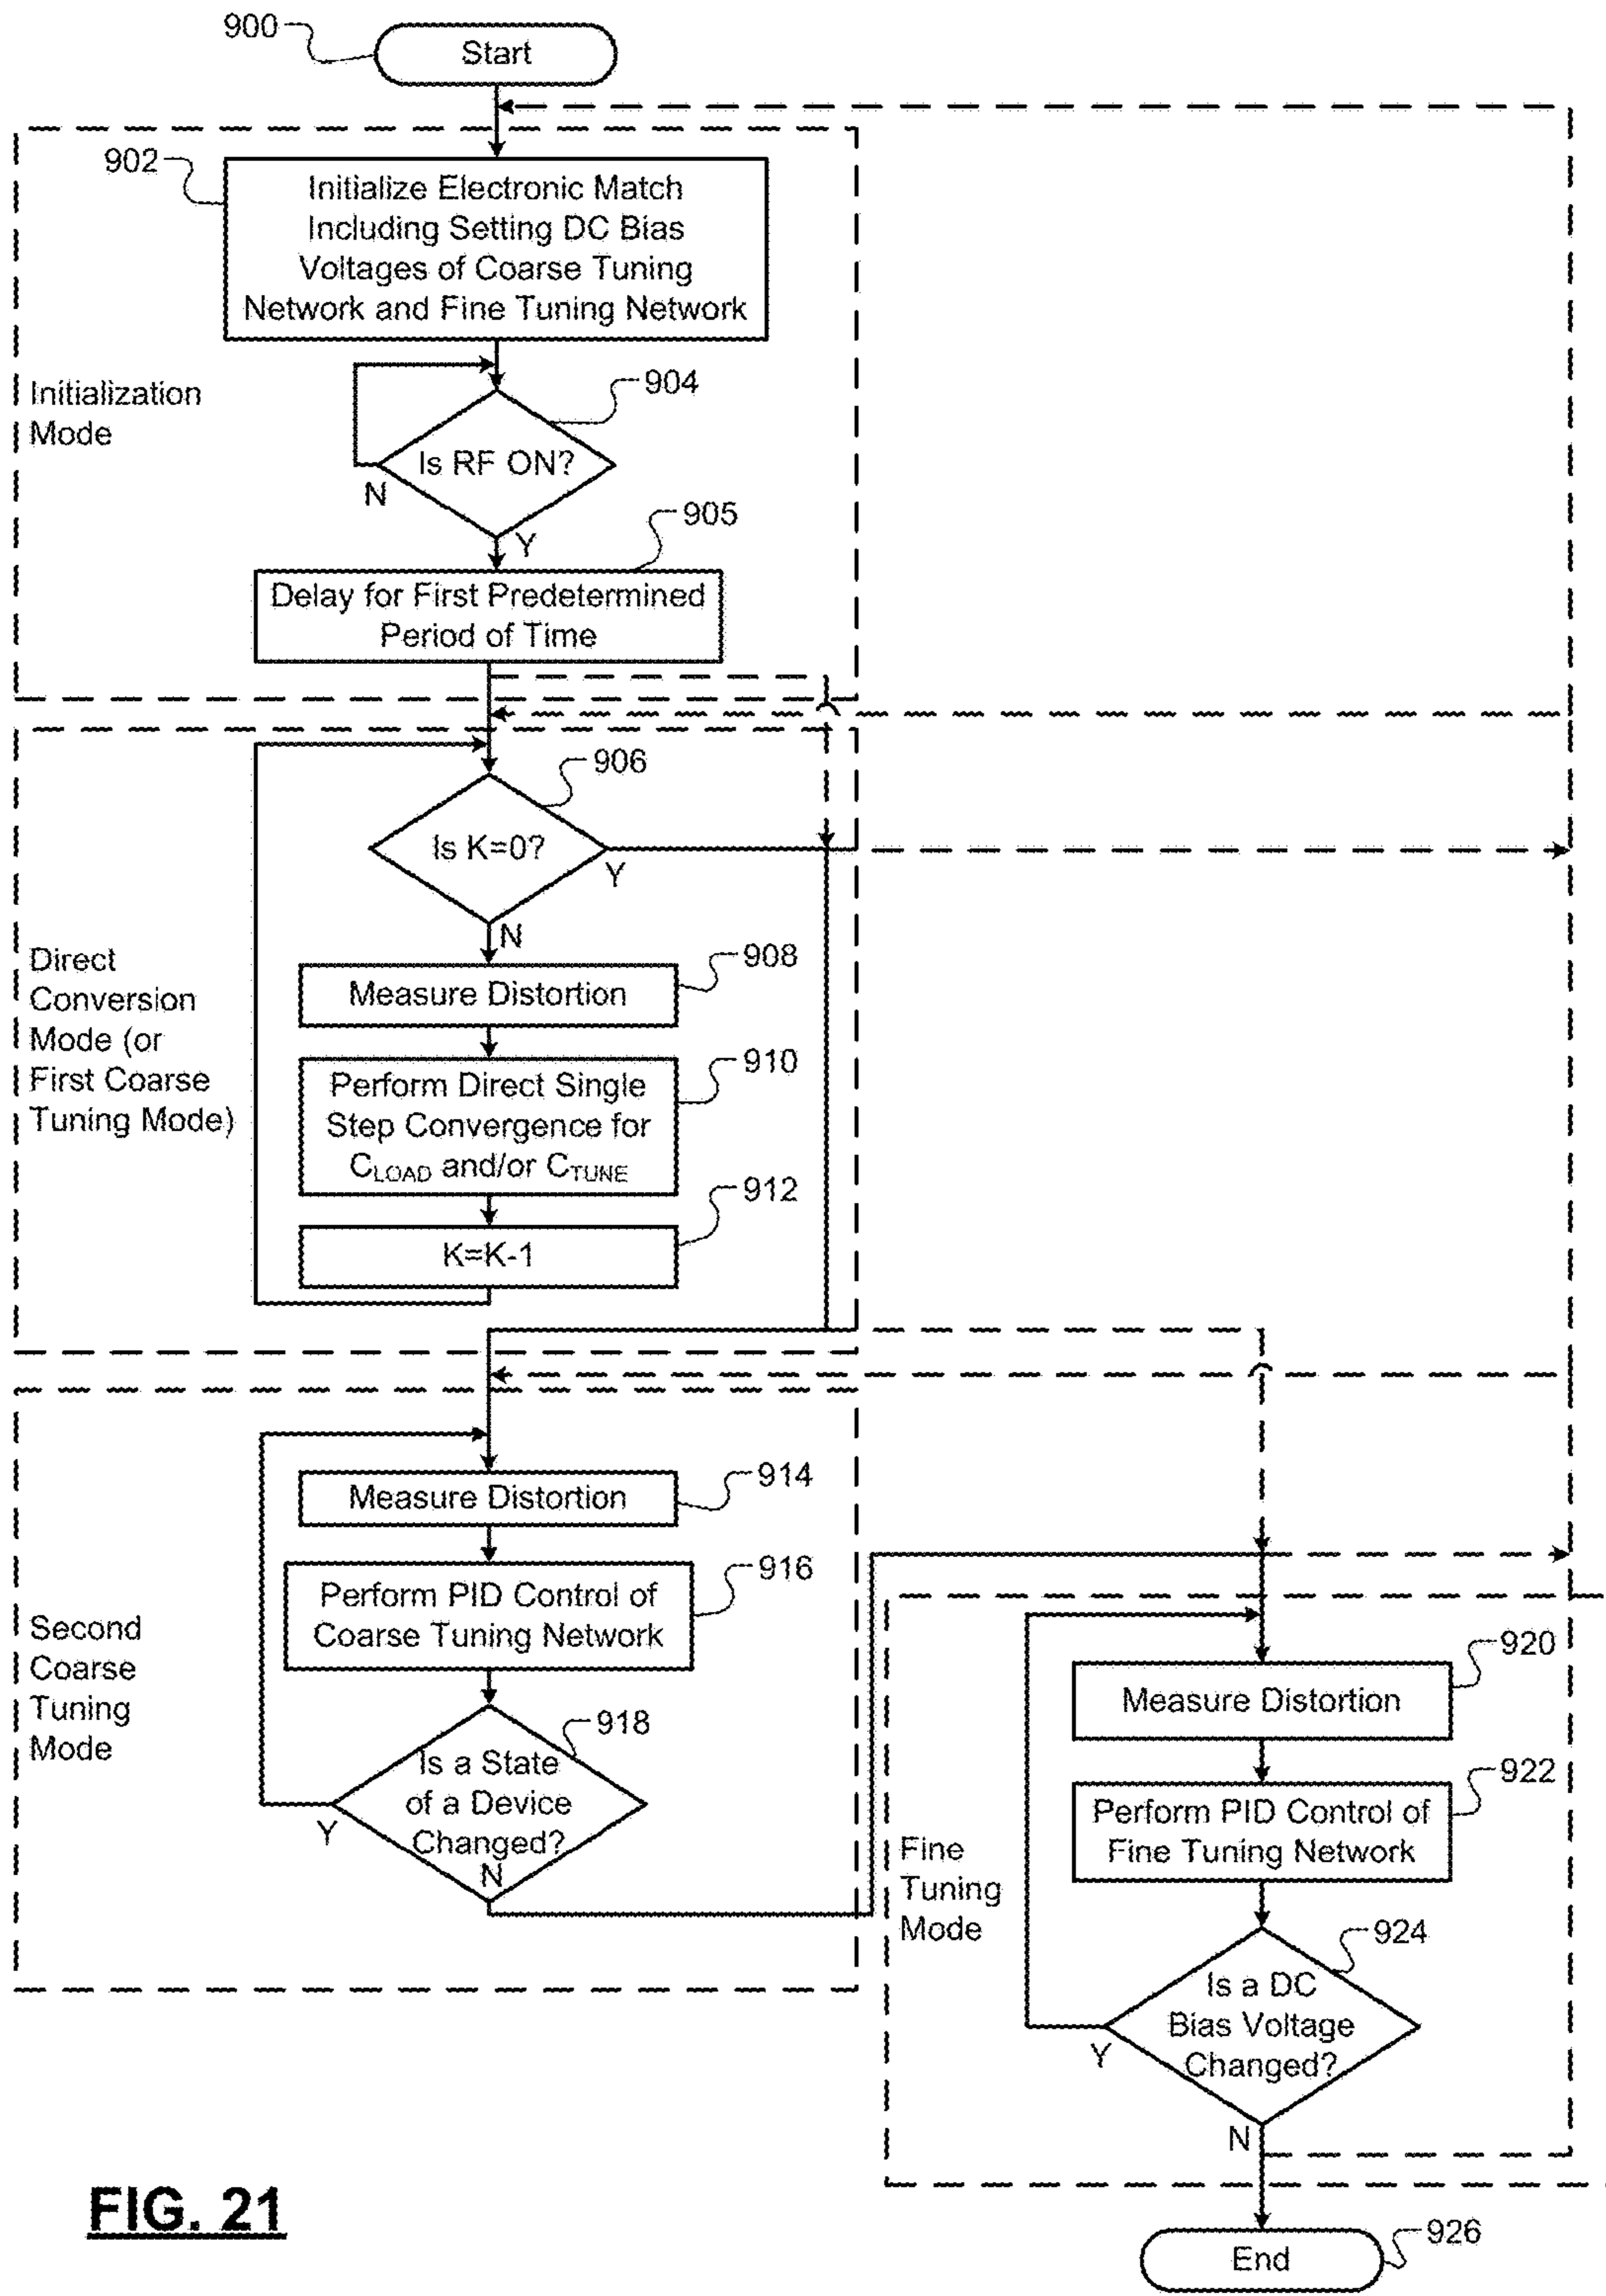 900
Start
902
Initialize Electronic Match
Including Setting DC Bias
Voltages of Coarse Tuning
Network and Fine Tuning Network
Initialization
Mode
904
Is RF ON?
N
Y
905
Delay for First Predetermined
Period of Time
906
Is K=0?
Y
N
Direct
Conversion
Mode (or
First Coarse
Tuning Mode)
908
Measure Distortion
910
Perform Direct Single
Step Convergence for
C_LOAD and/or C_TUNE
912
K=K-1
914
Measure Distortion
916
Perform PID Control of
Coarse Tuning Network
Second
Coarse
Tuning
Mode
918
Is a State
of a Device
Changed?
Y
N
920
Measure Distortion
922
Perform PID Control of
Fine Tuning Network
Fine
Tuning
Mode
924
Is a DC
Bias Voltage
Changed?
Y
N
926
End
FIG. 21